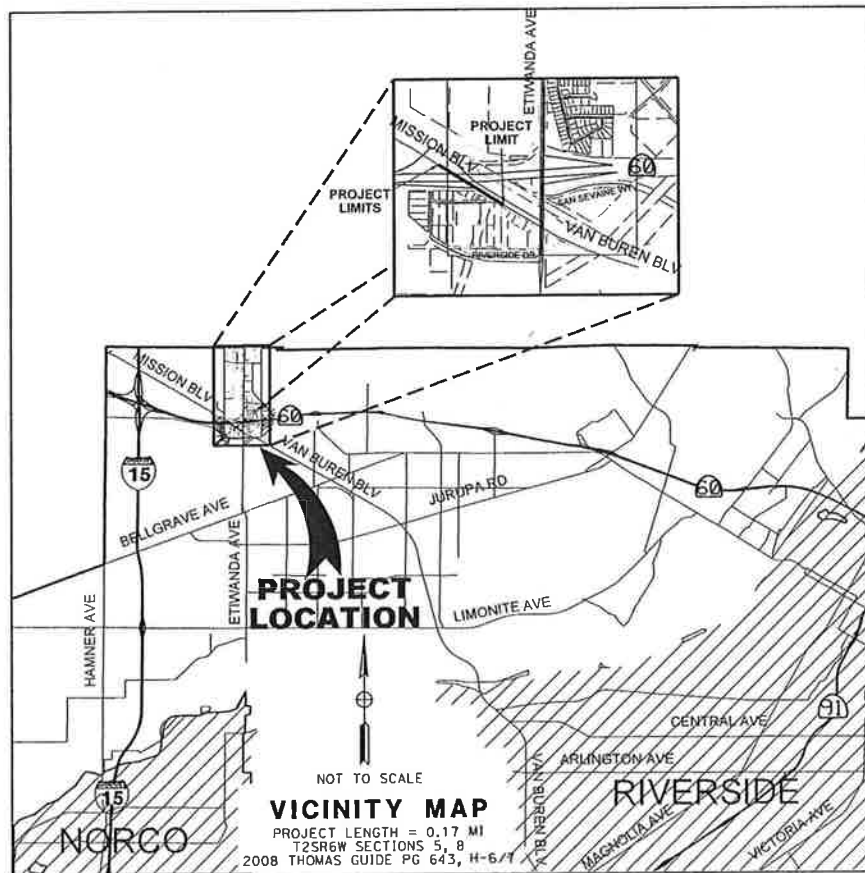 ETIWANDA AVE
MISSION BLV
PROJECT
LIMIT
60
PROJECT
LIMITS
SAN SEVAINE WY
VAN BUREN BLV
RIVERSIDE DR
MISSION BLV
60
VAN BUREN BLV
15
JURUPA RD
60
BELLGRAVE AVE
ETIWANDA AVE
PROJECT
LOCATION
LIMONITE AVE
HAMNER AVE
91
CENTRAL AVE
ARLINGTON AVE
NOT TO SCALE
VAN BUREN BLV
RIVERSIDE
15
VICINITY MAP
MAGNOLIA AVE
VICTORIA AVE
NORCO
PROJECT LENGTH = 0.17 MI
T2SR6W SECTIONS 5, 8
2008 THOMAS GUIDE PG 643, H-6/7